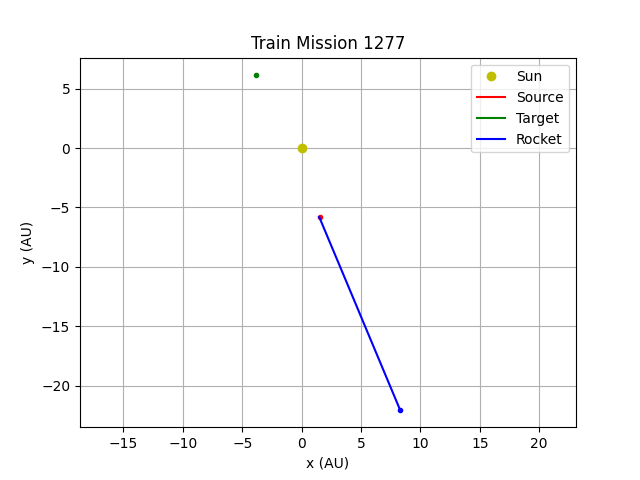 Train Mission 1277
Sun
Source
Target
Rocket
5
0
−5
−10
−15
−20
y (AU)
−15 −10 −5 0 5 10 15 20
x (AU)